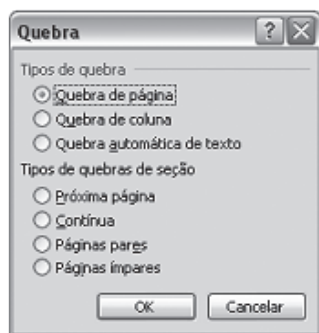 Quebra
Tipos de quebra
Quebra de página
Quebra de coluna
Quebra automática de texto
Tipos de quebras de seção
Próxima página
Contínua
Páginas pares
Páginas ímpares
OK Cancelar